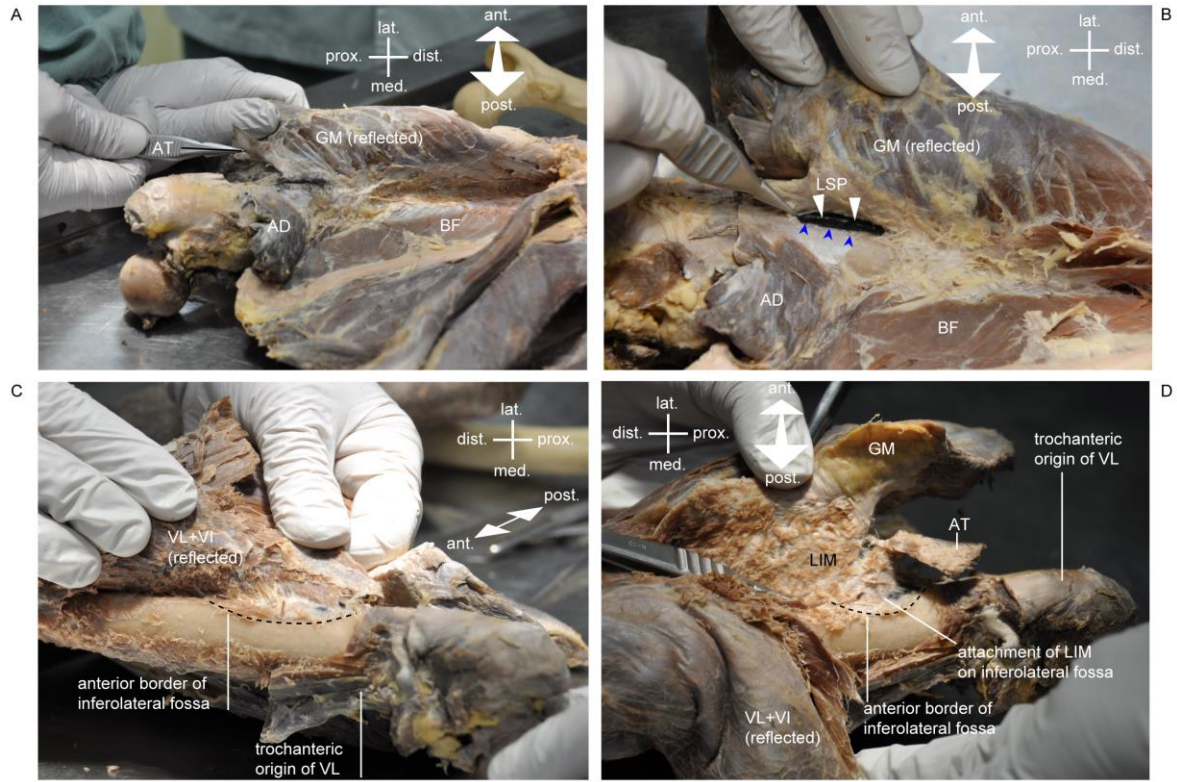 A
lat.
prox.
dist.
med.
ant.
post.
AT
GM (reflected)
AD
BF
B
ant.
post.
lat.
prox.
dist.
med.
GM (reflected)
LSP
AD
BF
C
lat.
dist.
prox.
med.
post.
ant.
VL+VI
(reflected)
anterior border of
inferolateral fossa
trochanteric
origin of VL
D
lat.
dist.
prox.
med.
ant.
post.
GM
trochanteric
origin of VL
AT
LIM
attachment of LIM
on inferolateral fossa
anterior border of
inferolateral fossa
VL+VI
(reflected)